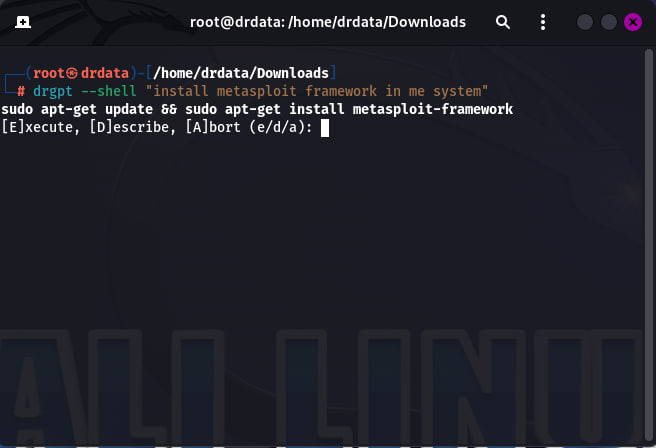 root@drdata: /home/drdata/Downloads
┌──(root㉿drdata)-[/home/drdata/Downloads]
└─# drgpt --shell "install metasploit framework in me system"
sudo apt-get update && sudo apt-get install metasploit-framework
[E]xecute, [D]escribe, [A]bort (e/d/a):
ALI LINU